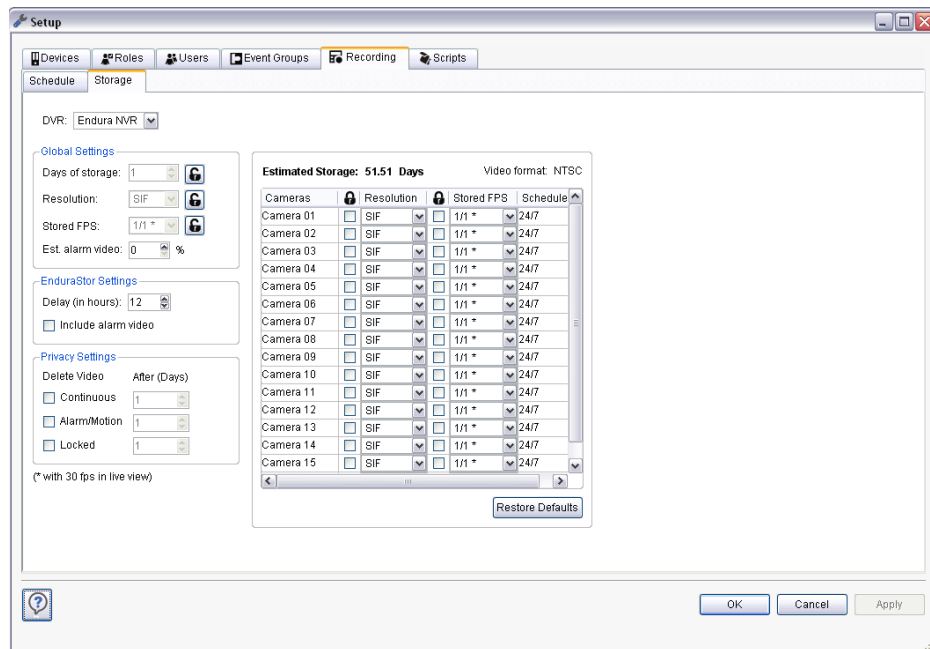 Setup
Devices Roles Users Event Groups Recording Scripts
Schedule Storage
DVR: Endura NVR
Global Settings
Days of storage: 1
Resolution: SIF
Stored FPS: 1/1 *
Est. alarm video: 0 %
EnduraStor Settings
Delay (in hours): 12
Include alarm video
Privacy Settings
Delete Video After (Days)
Continuous 1
Alarm/Motion 1
Locked 1
(* with 30 fps in live view)
Estimated Storage: 51.51 Days Video format: NTSC
Cameras Resolution Stored FPS Schedule
Camera 01 SIF 1/1 * 24/7
Camera 02 SIF 1/1 * 24/7
Camera 03 SIF 1/1 * 24/7
Camera 04 SIF 1/1 * 24/7
Camera 05 SIF 1/1 * 24/7
Camera 06 SIF 1/1 * 24/7
Camera 07 SIF 1/1 * 24/7
Camera 08 SIF 1/1 * 24/7
Camera 09 SIF 1/1 * 24/7
Camera 10 SIF 1/1 * 24/7
Camera 11 SIF 1/1 * 24/7
Camera 12 SIF 1/1 * 24/7
Camera 13 SIF 1/1 * 24/7
Camera 14 SIF 1/1 * 24/7
Camera 15 SIF 1/1 * 24/7
Restore Defaults
OK Cancel Apply